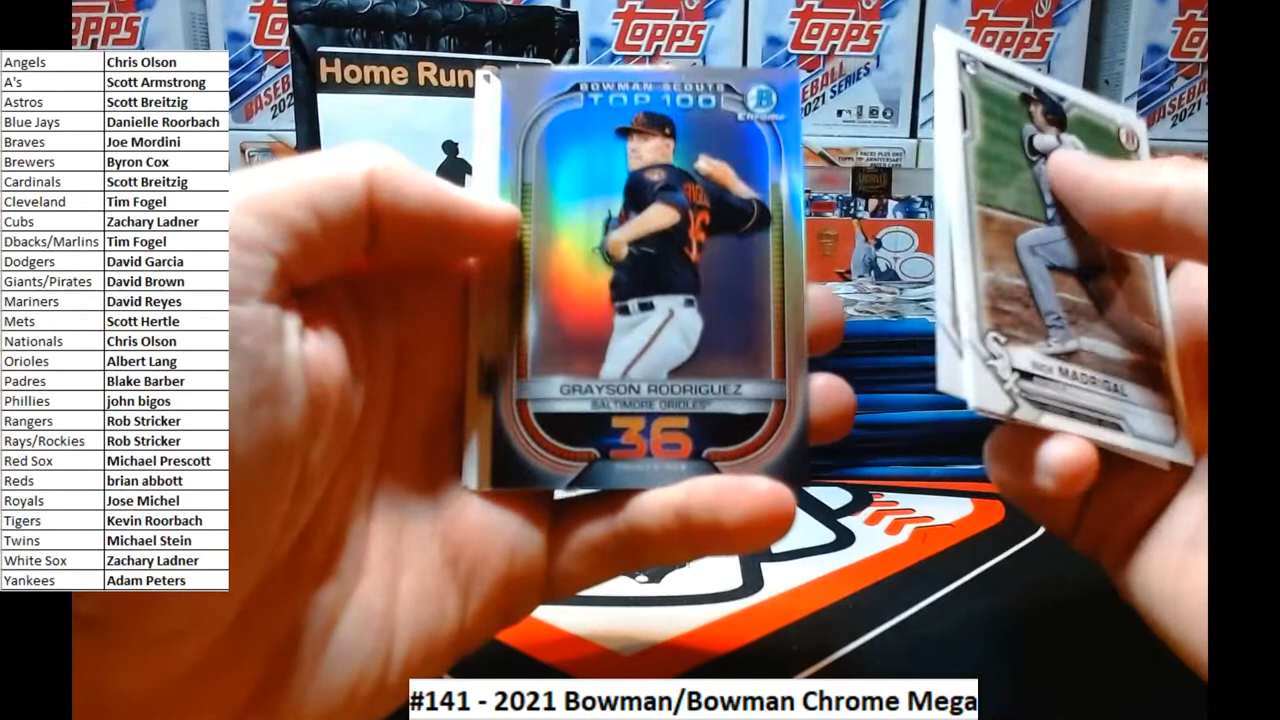 Angels Chris Olson
A's Scott Armstrong
Astros Scott Breitzig
Blue Jays Danielle Roorbach
Braves Joe Mordini
Brewers Byron Cox
Cardinals Scott Breitzig
Cleveland Tim Fogel
Cubs Zachary Ladner
Dbacks/Marlins Tim Fogel
Dodgers David Garcia
Giants/Pirates David Brown
Mariners David Reyes
Mets Scott Hertle
Nationals Chris Olson
Orioles Albert Lang
Padres Blake Barber
Phillies john bigos
Rangers Rob Stricker
Rays/Rockies Rob Stricker
Red Sox Michael Prescott
Reds brian abbott
Royals Jose Michel
Tigers Kevin Roorbach
Twins Michael Stein
White Sox Zachary Ladner
Yankees Adam Peters
Topps
Topps
Topps
BASEBALL SERIES
2021 SERIES
Home Run
BOWMAN SCOUTS
TOP 100
B
Chrome
GRAYSON RODRIGUEZ
BALTIMORE ORIOLES
36
MADRIGAL
#141 - 2021 Bowman/Bowman Chrome Mega